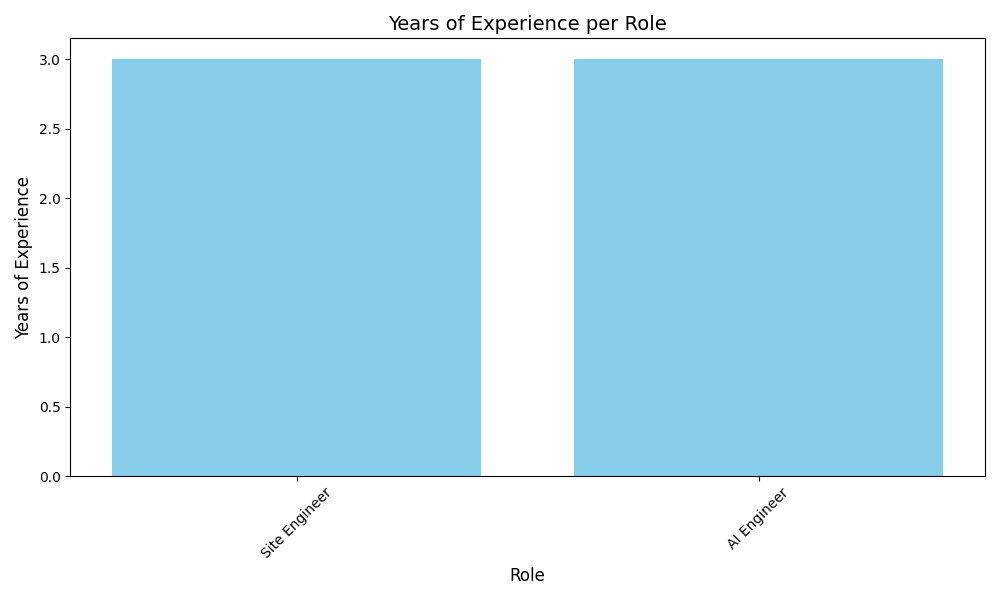 Years of Experience per Role
Years of Experience
3.0
2.5
2.0
1.5
1.0
0.5
0.0
Site Engineer
AI Engineer
Role